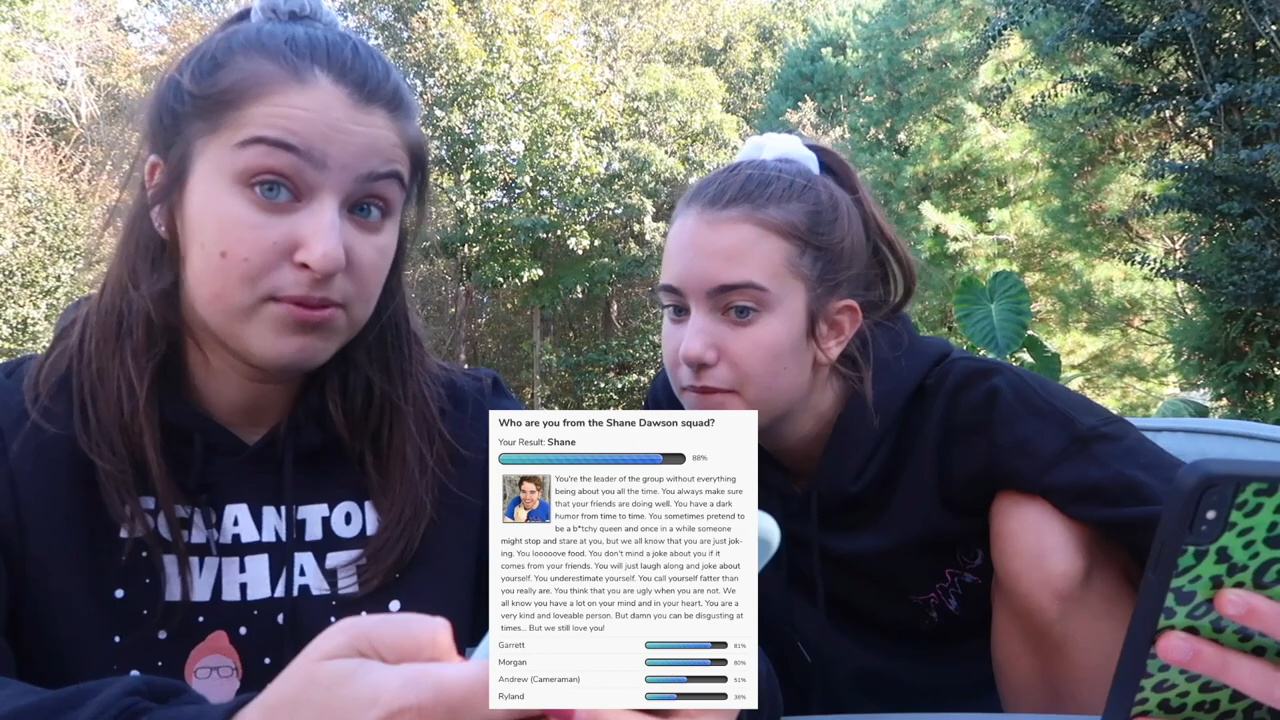 SCRANTON
WHAT
Who are you from the Shane Dawson squad?
Your Result: Shane
88%
You're the leader of the group without everything
being about you all the time. You always make sure
that your friends are doing well. You have a dark
humor from time to time. You sometimes pretend to
be a b*tchy queen and once in a while someone
might stop and stare at you, but we all know that you are just jok-
ing. You looooove food. You don't mind a joke about you if it
comes from your friends. You will just laugh along and joke about
yourself. You underestimate yourself. You call yourself fatter than
you really are. You think that you are ugly when you are not. We
all know you have a lot on your mind and in your heart. You are a
very kind and loveable person. But damn you can be disgusting at
times... But we still love you!
Garrett 81%
Morgan 80%
Andrew (Cameraman) 51%
Ryland 38%